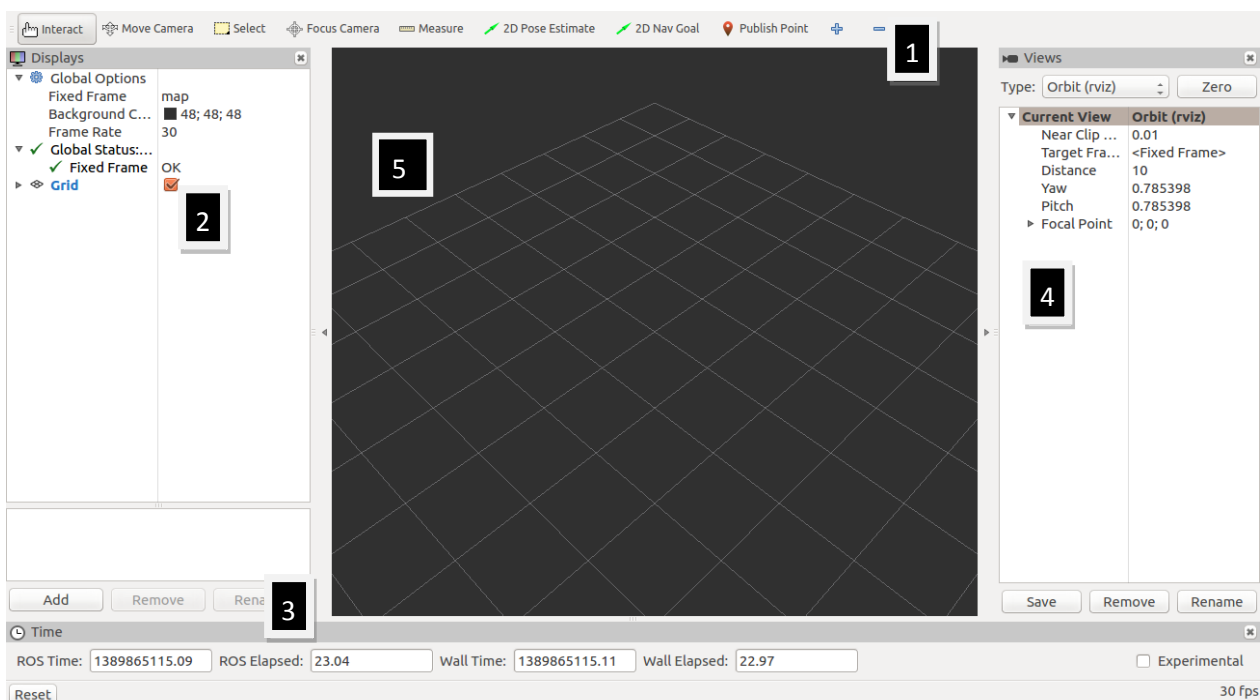 Interact Move Camera Select Focus Camera Measure 2D Pose Estimate 2D Nav Goal Publish Point
1
Displays
Global Options
Fixed Frame map
Background C... 48; 48; 48
Frame Rate 30
Global Status:...
Fixed Frame OK
Grid
2
5
Views
Type: Orbit (rviz) Zero
Current View Orbit (rviz)
Near Clip ... 0.01
Target Fra... <Fixed Frame>
Distance 10
Yaw 0.785398
Pitch 0.785398
Focal Point 0; 0; 0
4
Add Remove Rena
3
Save Remove Rename
Time
ROS Time: 1389865115.09 ROS Elapsed: 23.04 Wall Time: 1389865115.11 Wall Elapsed: 22.97 Experimental
Reset 30 fps